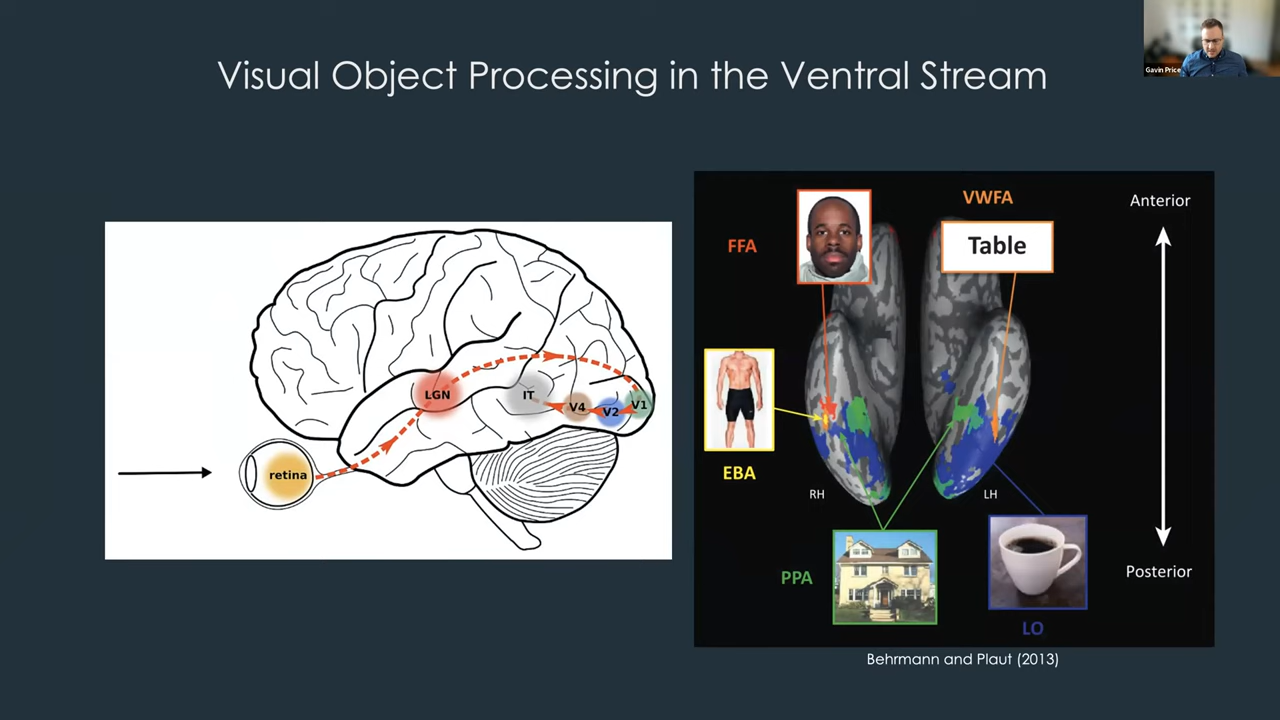 Visual Object Processing in the Ventral Stream
Gavin Price
retina
LGN
IT
V4
V2
V1
FFA
VWFA
Table
Anterior
EBA
RH
LH
PPA
LO
Posterior
Behrmann and Plaut (2013)